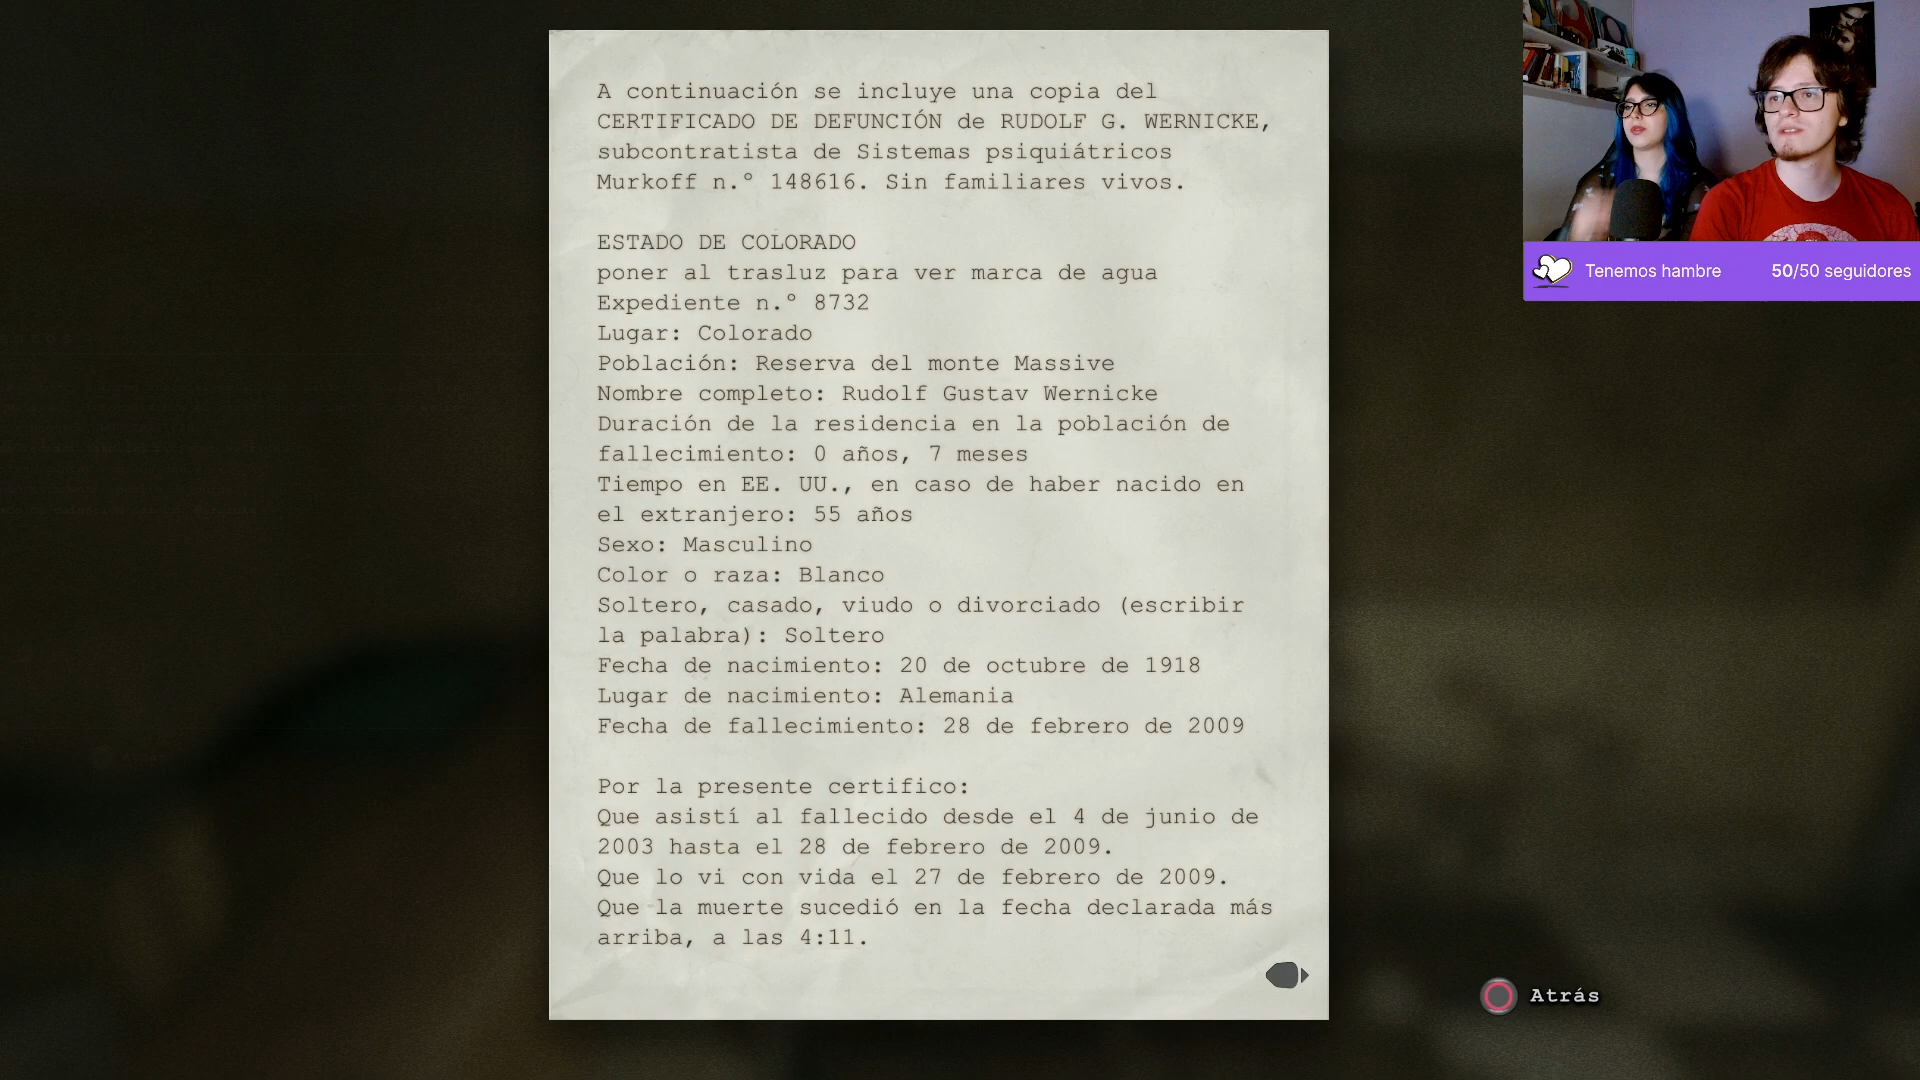 A continuación se incluye una copia del
CERTIFICADO DE DEFUNCIÓN de RUDOLF G. WERNICKE,
subcontratista de Sistemas psiquiátricos
Murkoff n.º 148616. Sin familiares vivos.
ESTADO DE COLORADO
poner al trasluz para ver marca de agua
Expediente n.º 8732
Lugar: Colorado
Población: Reserva del monte Massive
Nombre completo: Rudolf Gustav Wernicke
Duración de la residencia en la población de
fallecimiento: 0 años, 7 meses
Tiempo en EE. UU., en caso de haber nacido en
el extranjero: 55 años
Sexo: Masculino
Color o raza: Blanco
Soltero, casado, viudo o divorciado (escribir
la palabra): Soltero
Fecha de nacimiento: 20 de octubre de 1918
Lugar de nacimiento: Alemania
Fecha de fallecimiento: 28 de febrero de 2009
Por la presente certifico:
Que asistí al fallecido desde el 4 de junio de
2003 hasta el 28 de febrero de 2009.
Que lo vi con vida el 27 de febrero de 2009.
Que la muerte sucedió en la fecha declarada más
arriba, a las 4:11.
Tenemos hambre 50/50 seguidores
Atrás